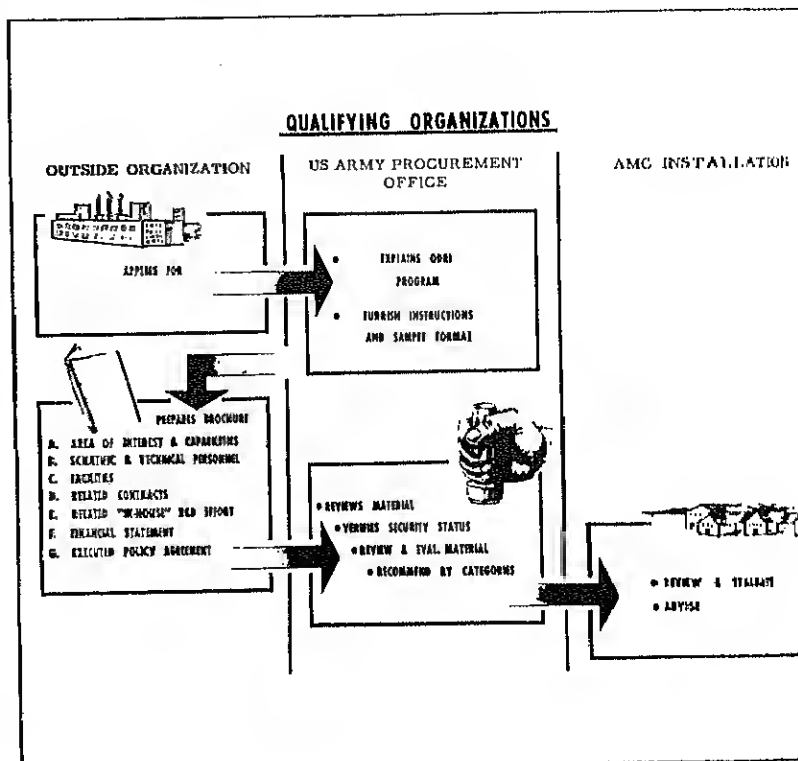 QUALIFYING ORGANIZATIONS
OUTSIDE ORGANIZATION
APPLIES FOR
PREPARES BROCHURE
A. AREA OF INTEREST & CAPABILITIES
B. SCIENTIFIC & TECHNICAL PERSONNEL
C. FACILITIES
D. RELATED CONTRACTS
E. RELATED "IN-HOUSE" R&D EFFORT
F. FINANCIAL STATEMENT
G. EXECUTED POLICY AGREEMENT
US ARMY PROCUREMENT
OFFICE
• EXPLAINS QDRI
PROGRAM
• FURNISH INSTRUCTIONS
AND SAMPLE FORMAT
• REVIEWS MATERIAL
• VERIFIES SECURITY STATUS
• REVIEW & EVAL. MATERIAL
• RECOMMEND BY CATEGORIES
AMC INSTALLATION
• REVIEW & EVALUATE
• ADVISE